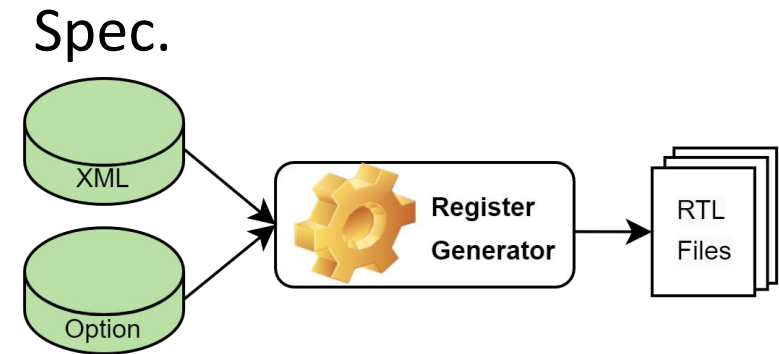 Spec.
XML
Option
Register
Generator
RTL
Files